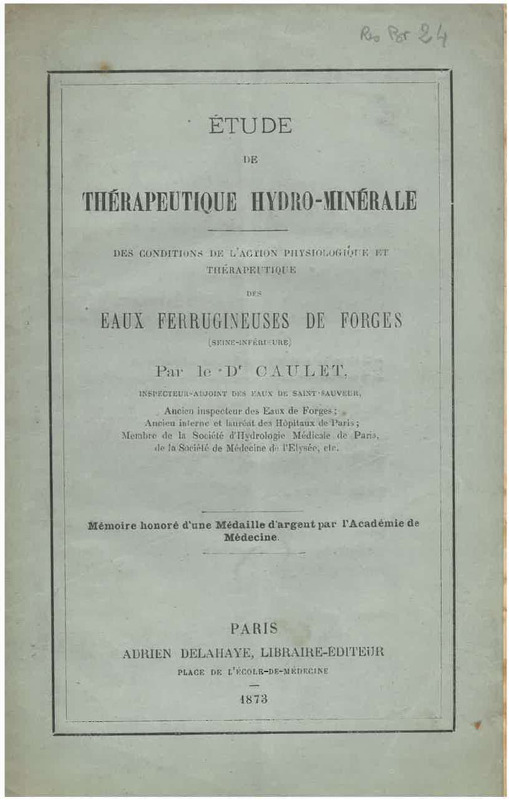 Res Por 24
ÉTUDE
DE
THÉRAPEUTIQUE HYDRO-MINÉRALE
DES CONDITIONS DE L'ACTION PHYSIOLOGIQUE ET
THÉRAPEUTIQUE
DES
EAUX FERRUGINEUSES DE FORGES
(SEINE-INFÉRIEURE)
Par le Dr CAULET,
INSPECTEUR-ADJOINT DES EAUX DE SAINT-SAUVEUR,
Ancien inspecteur des Eaux de Forges;
Ancien interne et lauréat des Hôpitaux de Paris;
Membre de la Société d'Hydrologie Médicale de Paris,
de la Société de Médecine de l'Elysée, etc.
Mémoire honoré d'une Médaille d'argent par l'Académie de
Médecine.
PARIS
ADRIEN DELAHAYE, LIBRAIRE-ÉDITEUR
PLACE DE L'ÉCOLE-DE-MÉDECINE
1873